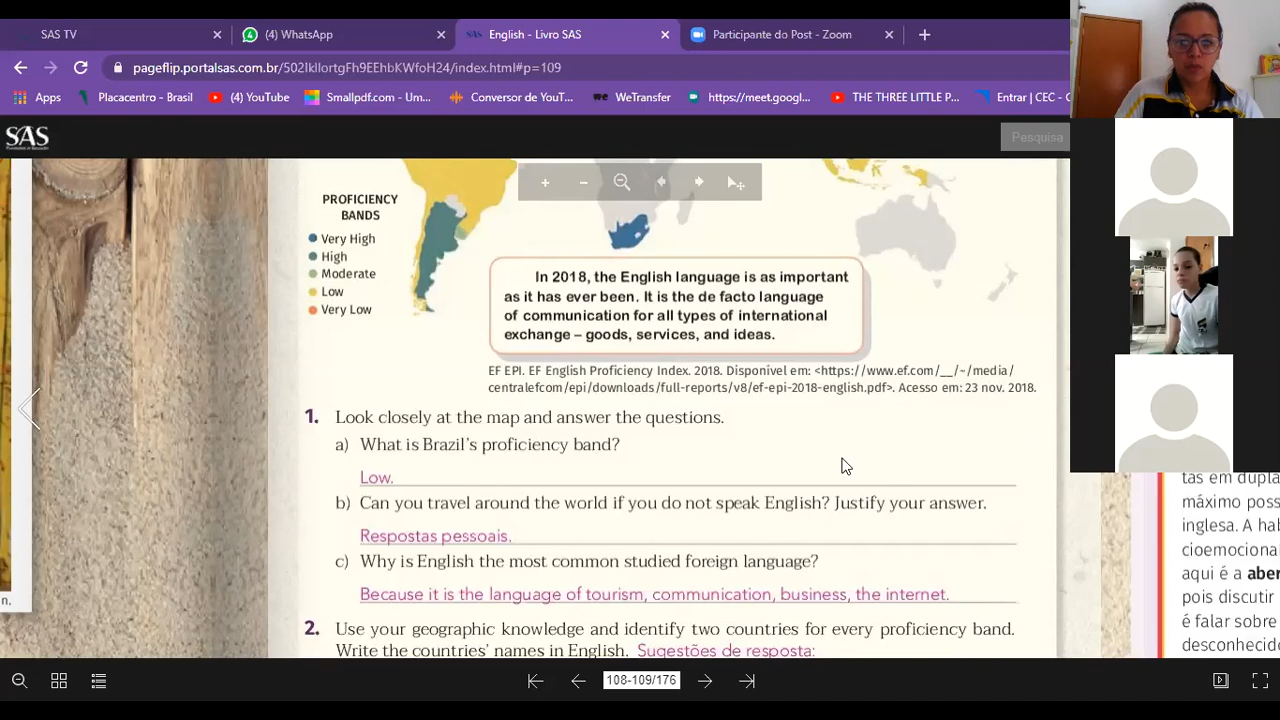 SAS TV
(4) WhatsApp
English - Livro SAS
Participante do Post - Zoom
pageflip.portalsas.com.br/502IkllortgFh9EEhbKWfoH24/index.html#p=109
Apps
Placacentro - Brasil
(4) YouTube
Smallpdf.com - Um...
Conversor de YouT...
WeTransfer
https://meet.googl...
THE THREE LITTLE P...
Entrar | CEC - C
SAS
Pesquisa
PROFICIENCY
BANDS
Very High
High
Moderate
Low
Very Low
In 2018, the English language is as important
as it has ever been. It is the de facto language
of communication for all types of international
exchange – goods, services, and ideas.
EF EPI. EF English Proficiency Index. 2018. Disponível em: <https://www.ef.com/__/~/media/
centralefcom/epi/downloads/full-reports/v8/ef-epi-2018-english.pdf>. Acesso em: 23 nov. 2018.
1. Look closely at the map and answer the questions.
a) What is Brazil's proficiency band?
Low.
b) Can you travel around the world if you do not speak English? Justify your answer.
Respostas pessoais.
c) Why is English the most common studied foreign language?
Because it is the language of tourism, communication, business, the internet.
2. Use your geographic knowledge and identify two countries for every proficiency band.
Write the countries' names in English. Sugestões de resposta:
n.
tas em dupla
máximo poss
inglesa. A hab
cioemocional
aqui é a aber
pois discutir
é falar sobre
desconhecido
108-109/176